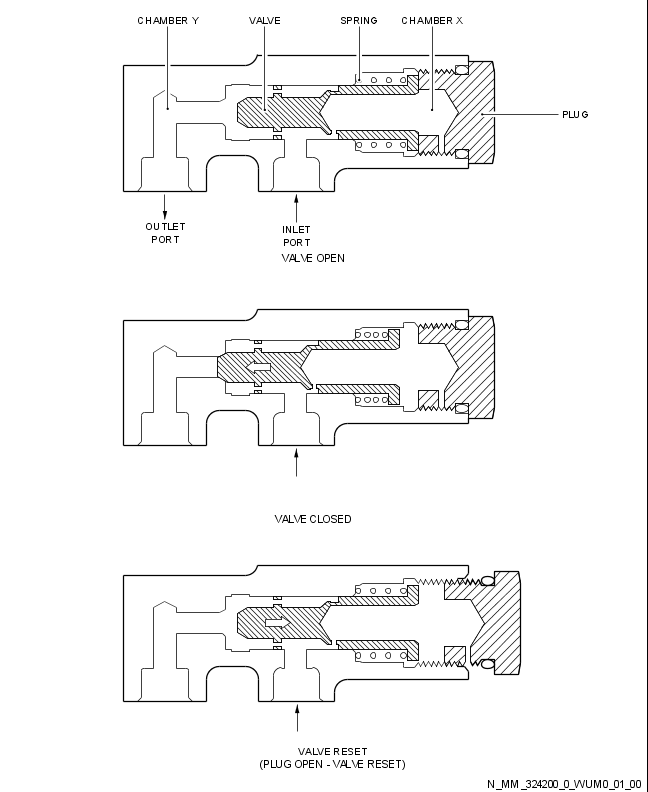 CHAMBER Y VALVE SPRING CHAMBER X
PLUG
OUTLET
PORT
INLET
PORT
VALVE OPEN
VALVE CLOSED
VALVE RESET
(PLUG OPEN - VALVE RESET)
N_MM_324200_0_WUM0_01_00